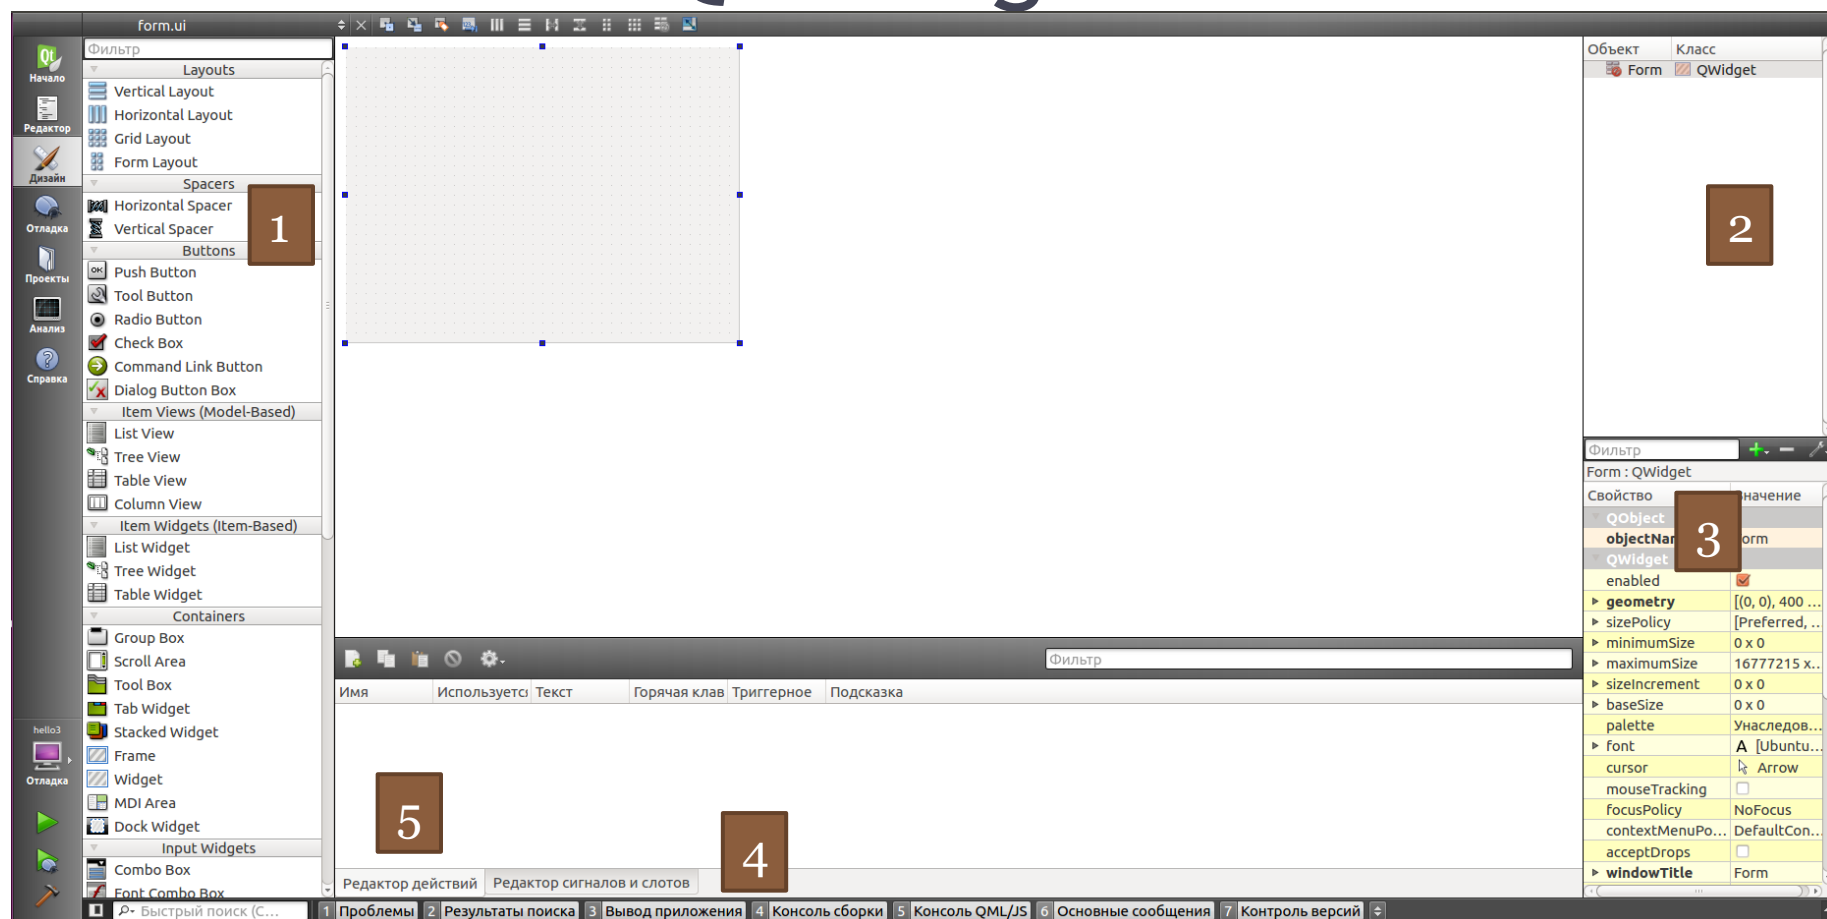 form.ui
Начало
Редактор
Дизайн
Отладка
Проекты
Анализ
Справка
hello3
Отладка
Фильтр
Layouts
Vertical Layout
Horizontal Layout
Grid Layout
Form Layout
Spacers
Horizontal Spacer
Vertical Spacer
1
Buttons
Push Button
Tool Button
Radio Button
Check Box
Command Link Button
Dialog Button Box
Item Views (Model-Based)
List View
Tree View
Table View
Column View
Item Widgets (Item-Based)
List Widget
Tree Widget
Table Widget
Containers
Group Box
Scroll Area
Tool Box
Tab Widget
Stacked Widget
Frame
Widget
MDI Area
Dock Widget
Input Widgets
Combo Box
Font Combo Box
Фильтр
Имя Используетс Текст Горячая клав Триггерное Подсказка
5
4
Редактор действий Редактор сигналов и слотов
Объект Класс
Form QWidget
2
Фильтр
Form : QWidget
Свойство начение
QObject
objectNa orm
QWidget
3
enabled
geometry [(0, 0), 400 ...
sizePolicy [Preferred, ...
minimumSize 0 x 0
maximumSize 16777215 x...
sizeIncrement 0 x 0
baseSize 0 x 0
palette Унаследов...
font A [Ubuntu...
cursor Arrow
mouseTracking
focusPolicy NoFocus
contextMenuPo... DefaultCon...
acceptDrops
windowTitle Form
Быстрый поиск (С... 1 Проблемы 2 Результаты поиска 3 Вывод приложения 4 Консоль сборки 5 Консоль QML/JS 6 Основные сообщения 7 Контроль версий